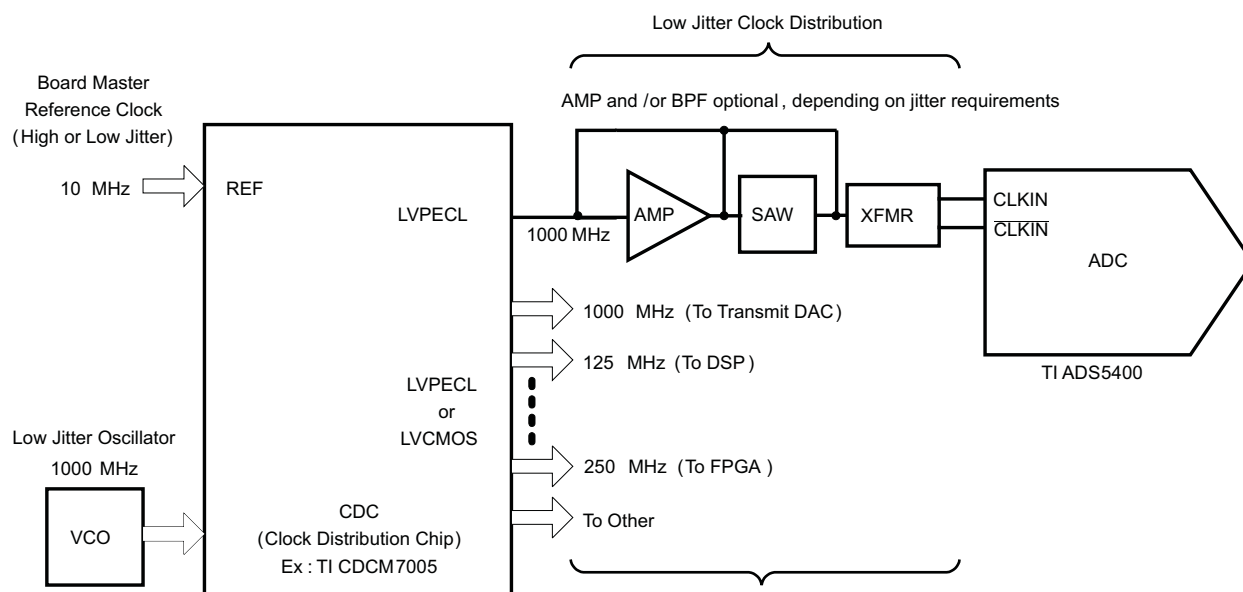 Low Jitter Clock Distribution
AMP and /or BPF optional, depending on jitter requirements
Board Master
Reference Clock
(High or Low Jitter)
10 MHz
REF
LVPECL
1000 MHz
AMP
SAW
XFMR
CLKIN
CLKIN
ADC
TI ADS5400
1000 MHz (To Transmit DAC)
125 MHz (To DSP)
LVPECL
or
LVCMOS
250 MHz (To FPGA )
To Other
Low Jitter Oscillator
1000 MHz
VCO
CDC
(Clock Distribution Chip)
Ex : TI CDCM7005